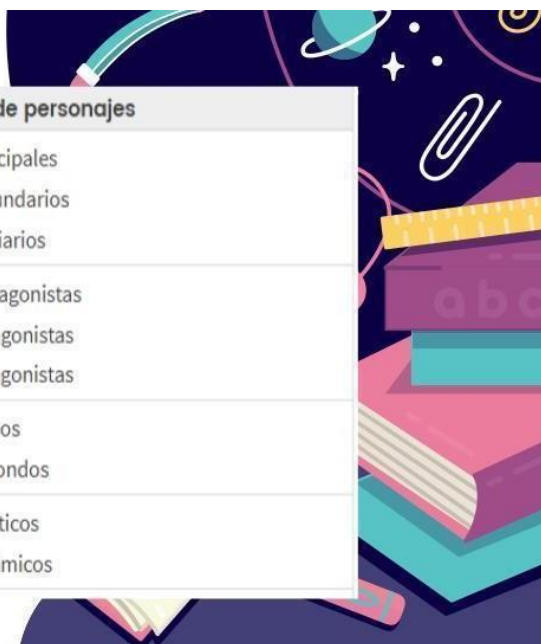 de personajes
cipales
undarios
iarios
agonistas
gonistas
gonistas
os
ondos
ticos
micos
abc